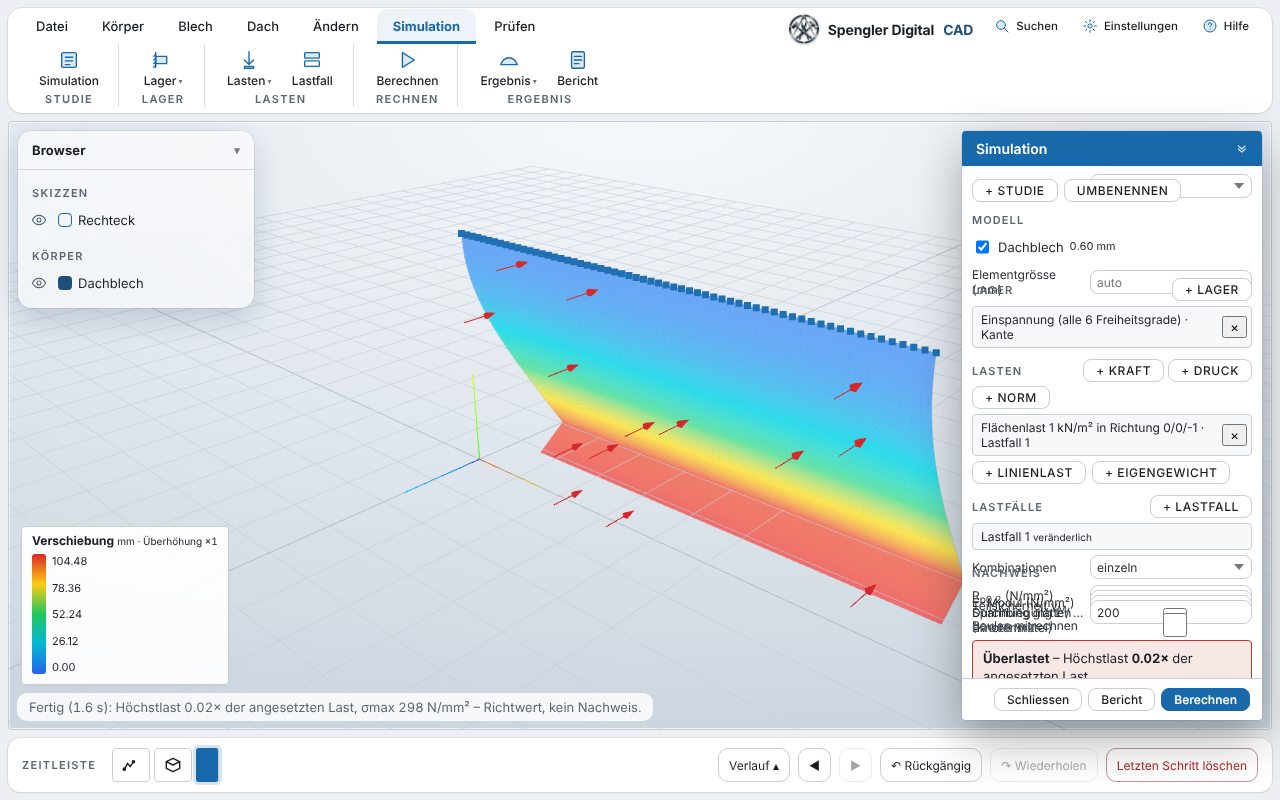 Datei Körper Blech Dach Ändern Simulation Prüfen
Spengler Digital CAD Suchen Einstellungen Hilfe
Simulation Lager Lasten Lastfall Berechnen Ergebnis Bericht
STUDIE LAGER LASTEN RECHNEN ERGEBNIS
Browser
SKIZZEN
Rechteck
KÖRPER
Dachblech
Verschiebung mm · Überhöhung ×1
104.48
78.36
52.24
26.12
0.00
Fertig (1.6 s): Höchstlast 0.02× der angesetzten Last, σmax 298 N/mm² – Richtwert, kein Nachweis.
Simulation
+ STUDIE UMBENENNEN
MODELL
Dachblech 0.60 mm
Elementgrösse auto
LAGER + LAGER
Einspannung (alle 6 Freiheitsgrade) ·
Kante ×
LASTEN + KRAFT + DRUCK
+ NORM
Flächenlast 1 kN/m² in Richtung 0/0/-1 ·
Lastfall 1 ×
+ LINIENLAST + EIGENGEWICHT
LASTFÄLLE + LASTFALL
Lastfall 1 veränderlich
Kombinationen einzeln
NACHWEIS
200
Überlastet – Höchstlast 0.02× der
angesetzten Last
Schliessen Bericht Berechnen
ZEITLEISTE Verlauf ▴ ◀ ▶ ↶ Rückgängig ↷ Wiederholen Letzten Schritt löschen